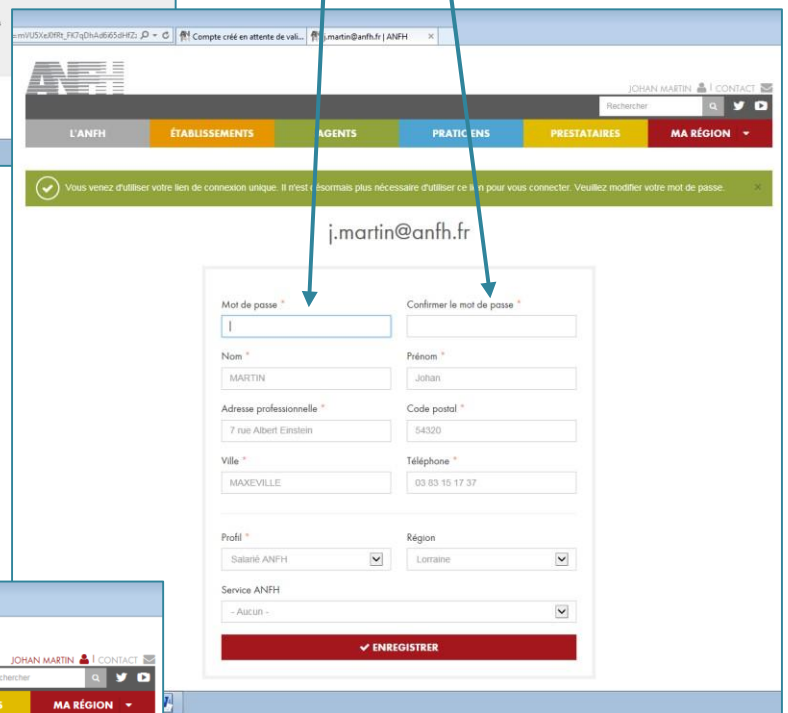 Compte créé en attente de vali...
j.martin@anfh.fr | ANFH
ANFH
JOHAN MARTIN | CONTACT
Rechercher
L'ANFH ÉTABLISSEMENTS AGENTS PRATICIENS PRESTATAIRES MA RÉGION
Vous venez d'utiliser votre lien de connexion unique. Il n'est désormais plus nécessaire d'utiliser ce lien pour vous connecter. Veuillez modifier votre mot de passe.
j.martin@anfh.fr
Mot de passe * Confirmer le mot de passe *
Nom * Prénom *
MARTIN Johan
Adresse professionnelle * Code postal *
7 rue Albert Einstein 54320
Ville * Téléphone *
MAXEVILLE 03 83 15 17 37
Profil * Région
Salarié ANFH Lorraine
Service ANFH
- Aucun -
ENREGISTRER
JOHAN MARTIN | CONTACT
chercher
MA RÉGION